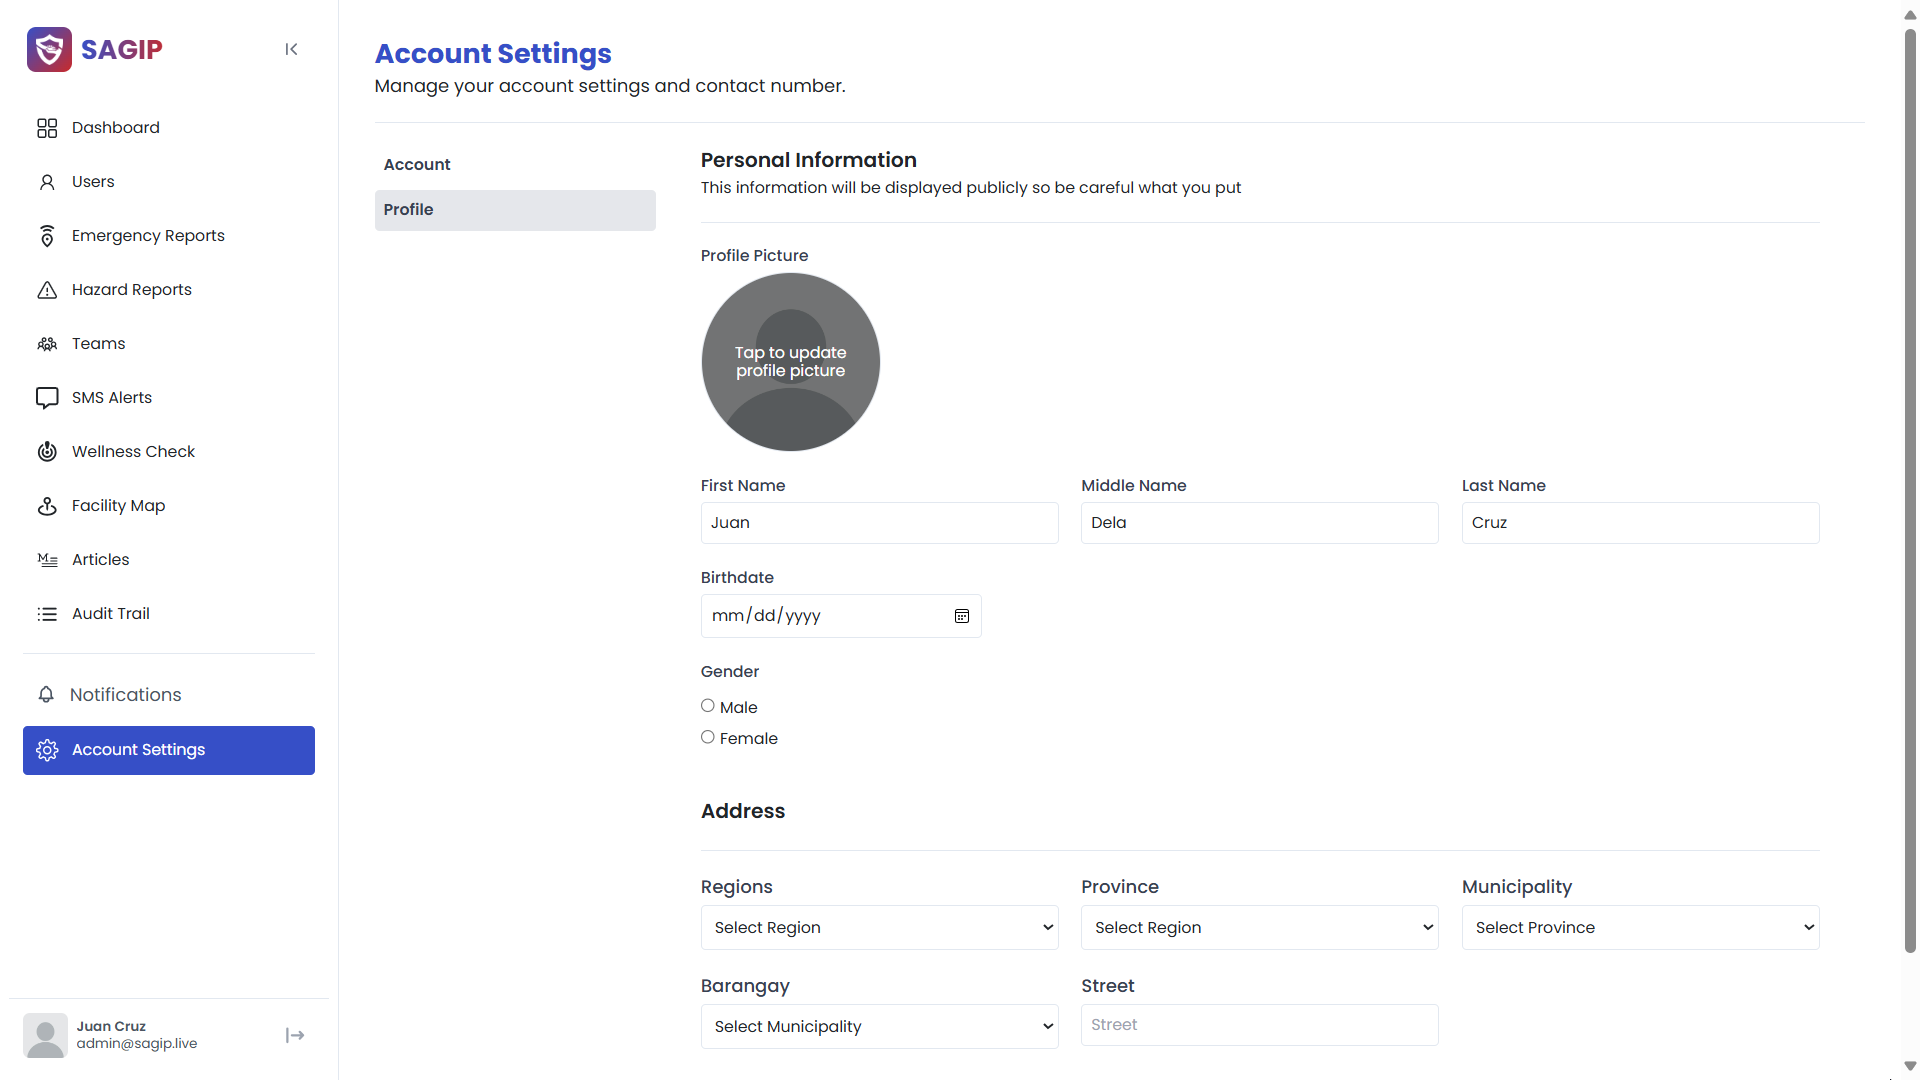 SAGIP
Dashboard
Users
Emergency Reports
Hazard Reports
Teams
SMS Alerts
Wellness Check
Facility Map
Articles
Audit Trail
Notifications
Account Settings
Juan Cruz
admin@sagip.live
Account Settings
Manage your account settings and contact number.
Account
Profile
Personal Information
This information will be displayed publicly so be careful what you put
Profile Picture
Tap to update
profile picture
First Name
Middle Name
Last Name
Juan
Dela
Cruz
Birthdate
mm/dd/yyyy
Gender
Male
Female
Address
Regions
Province
Municipality
Select Region
Select Region
Select Province
Barangay
Street
Select Municipality
Street